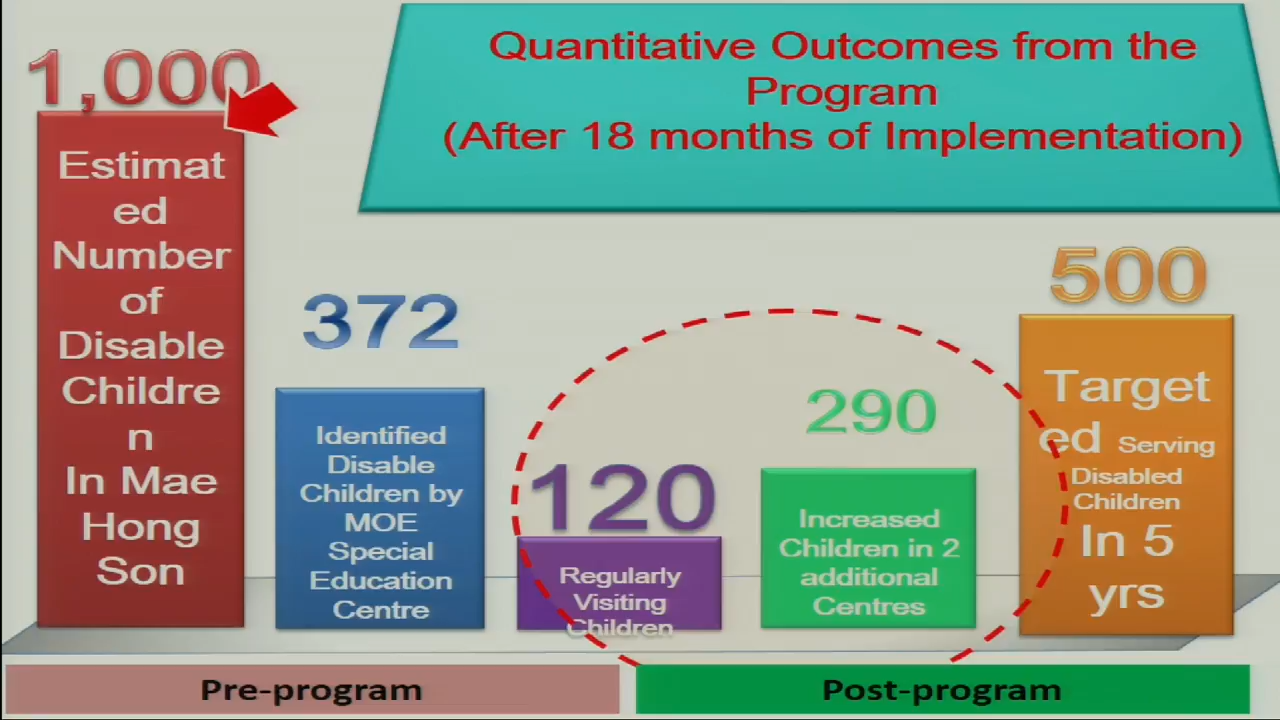 Quantitative Outcomes from the
Program
(After 18 months of Implementation)
1,000
Estimat
ed
Number
of
Disable
Childre
n
In Mae
Hong
Son
372
Identified
Disable
Children by
MOE
Special
Education
Centre
120
Regularly
Visiting
Children
290
Increased
Children in 2
additional
Centres
500
Target
ed Serving
Disabled
Children
In 5
yrs
Pre-program
Post-program